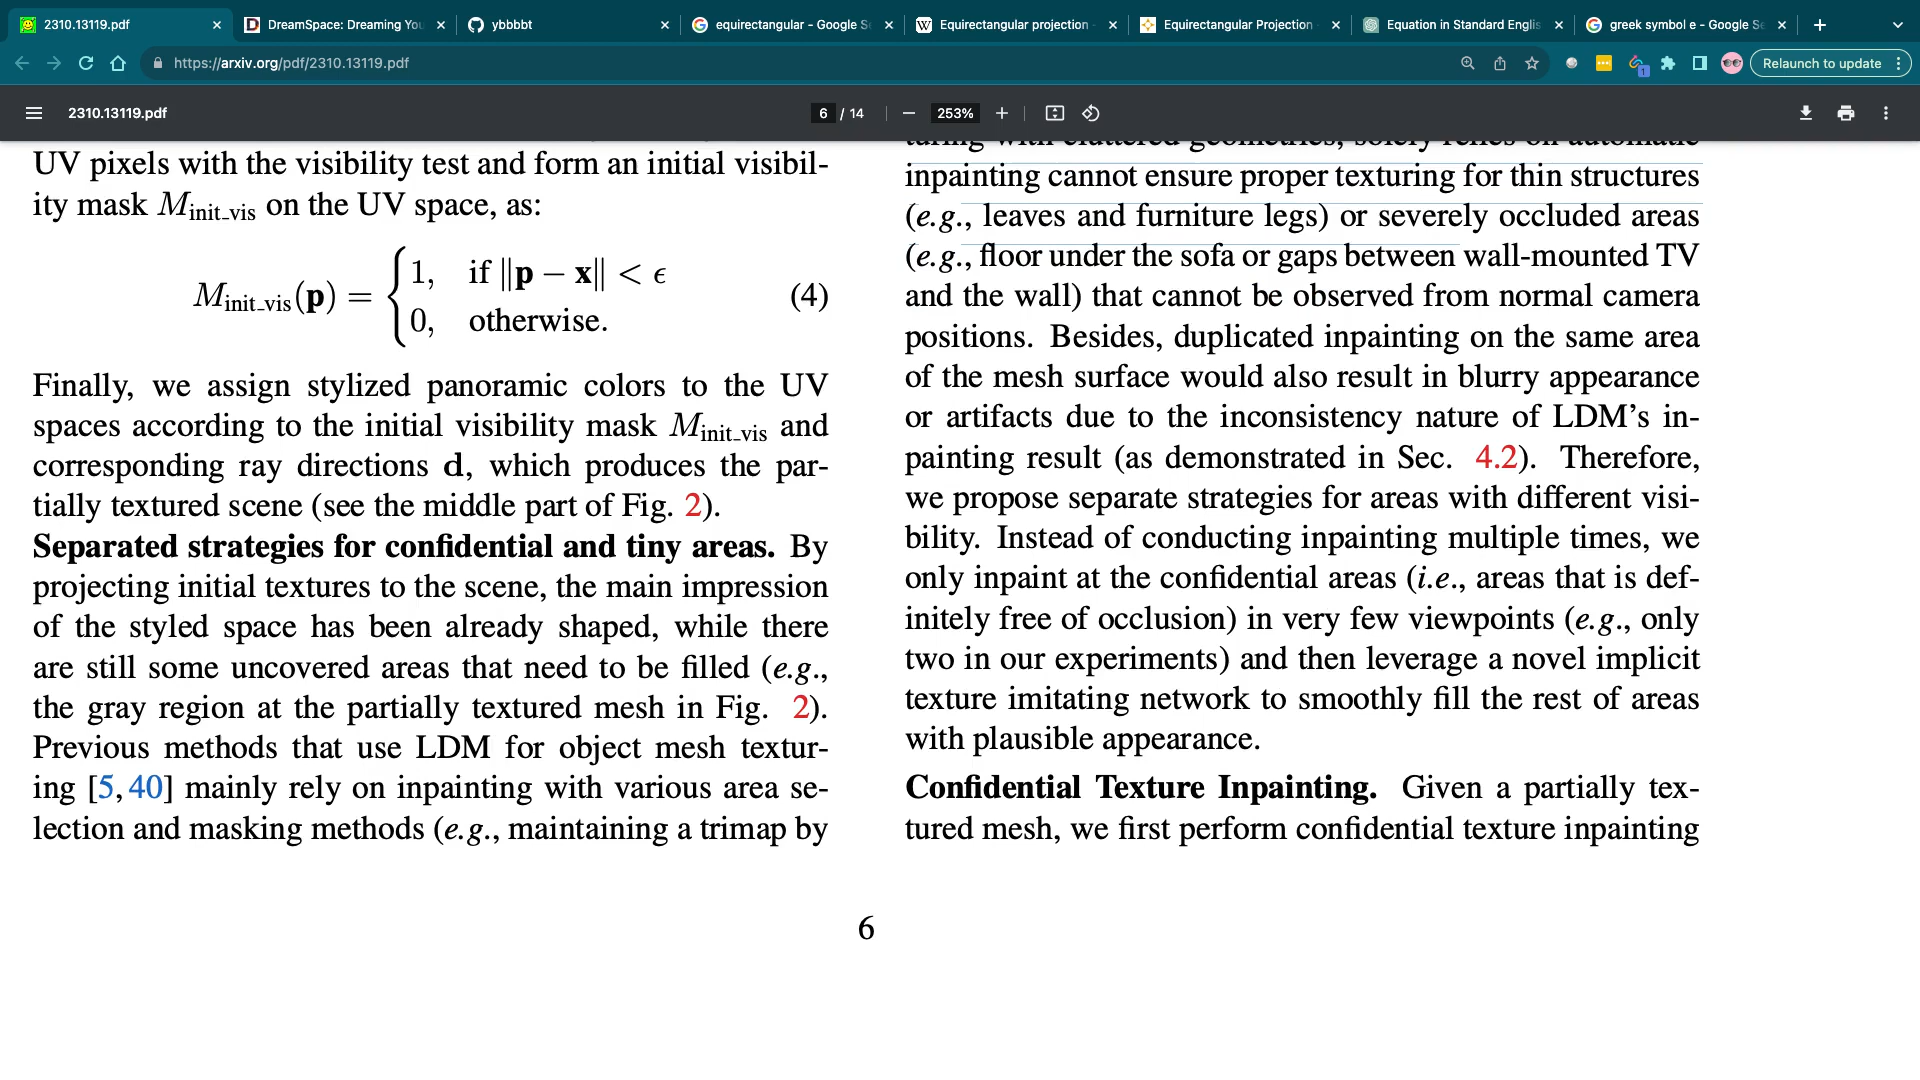 2310.13119.pdf
DreamSpace: Dreaming You
ybbbbt
equirectangular - Google Se
Equirectangular projection -
Equirectangular Projection
Equation in Standard Englis
greek symbol e - Google Se
https://arxiv.org/pdf/2310.13119.pdf
1
Relaunch to update
2310.13119.pdf
6 / 14
253%
UV pixels with the visibility test and form an initial visibil-
ity mask M_init_vis on the UV space, as:
M_init_vis(p) = { 1, if ‖p − x‖ < ϵ
0, otherwise.
(4)
Finally, we assign stylized panoramic colors to the UV
spaces according to the initial visibility mask M_init_vis and
corresponding ray directions d, which produces the par-
tially textured scene (see the middle part of Fig. 2).
Separated strategies for confidential and tiny areas. By
projecting initial textures to the scene, the main impression
of the styled space has been already shaped, while there
are still some uncovered areas that need to be filled (e.g.,
the gray region at the partially textured mesh in Fig. 2).
Previous methods that use LDM for object mesh textur-
ing [5, 40] mainly rely on inpainting with various area se-
lection and masking methods (e.g., maintaining a trimap by
turing with cluttered geometries, solely relies on automatic
inpainting cannot ensure proper texturing for thin structures
(e.g., leaves and furniture legs) or severely occluded areas
(e.g., floor under the sofa or gaps between wall-mounted TV
and the wall) that cannot be observed from normal camera
positions. Besides, duplicated inpainting on the same area
of the mesh surface would also result in blurry appearance
or artifacts due to the inconsistency nature of LDM's in-
painting result (as demonstrated in Sec. 4.2). Therefore,
we propose separate strategies for areas with different visi-
bility. Instead of conducting inpainting multiple times, we
only inpaint at the confidential areas (i.e., areas that is def-
initely free of occlusion) in very few viewpoints (e.g., only
two in our experiments) and then leverage a novel implicit
texture imitating network to smoothly fill the rest of areas
with plausible appearance.
Confidential Texture Inpainting. Given a partially tex-
tured mesh, we first perform confidential texture inpainting
6